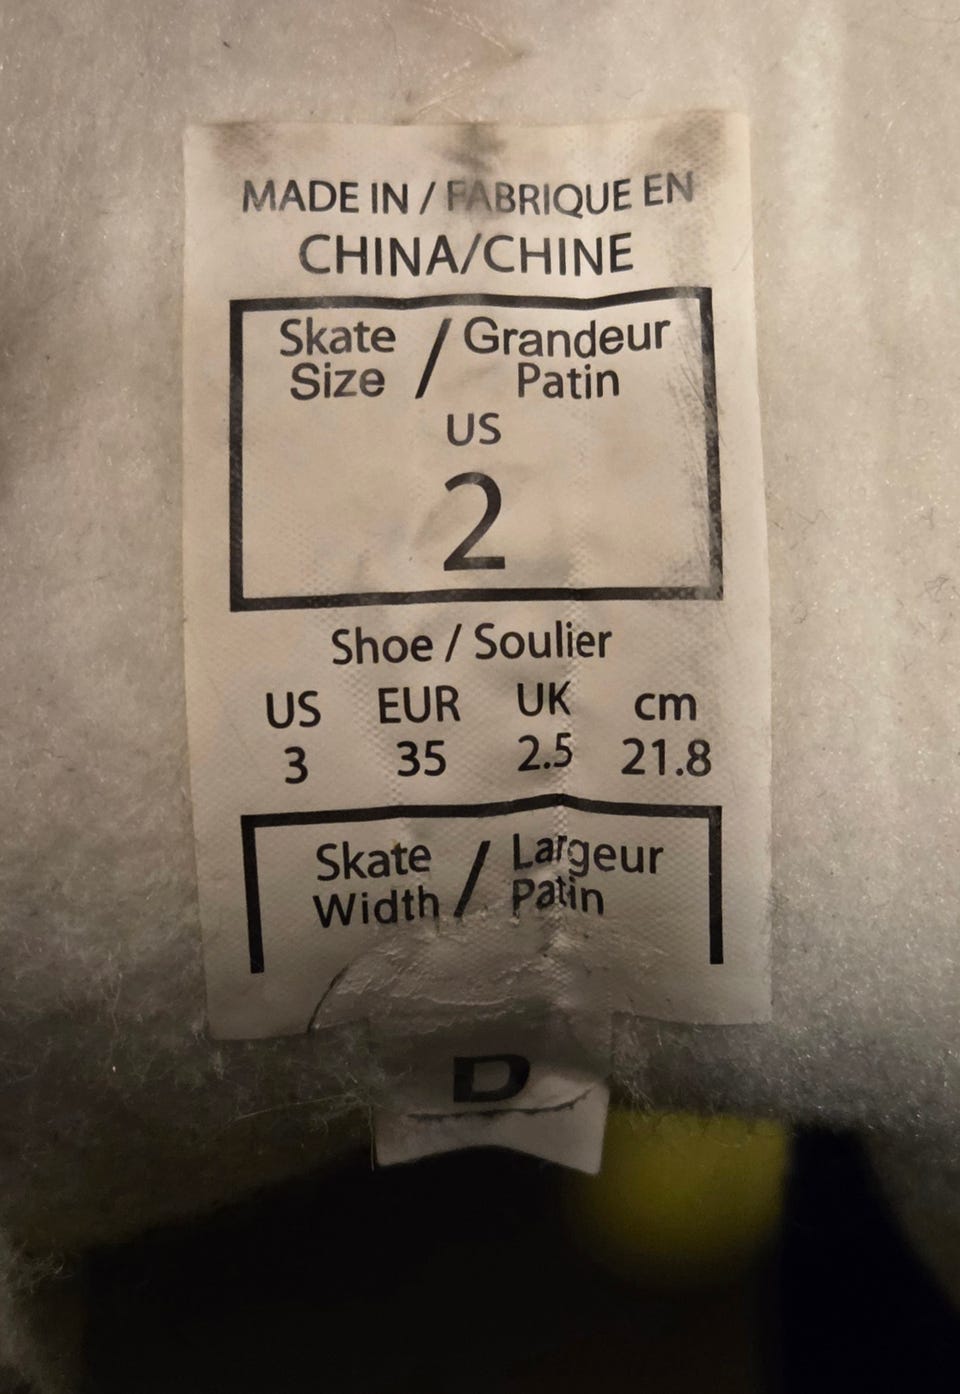 MADE IN / FABRIQUE EN
CHINA/CHINE
Skate Size / Grandeur Patin
US
2
Shoe / Soulier
US EUR UK cm
3 35 2.5 21.8
Skate Width / Largeur Patin
D